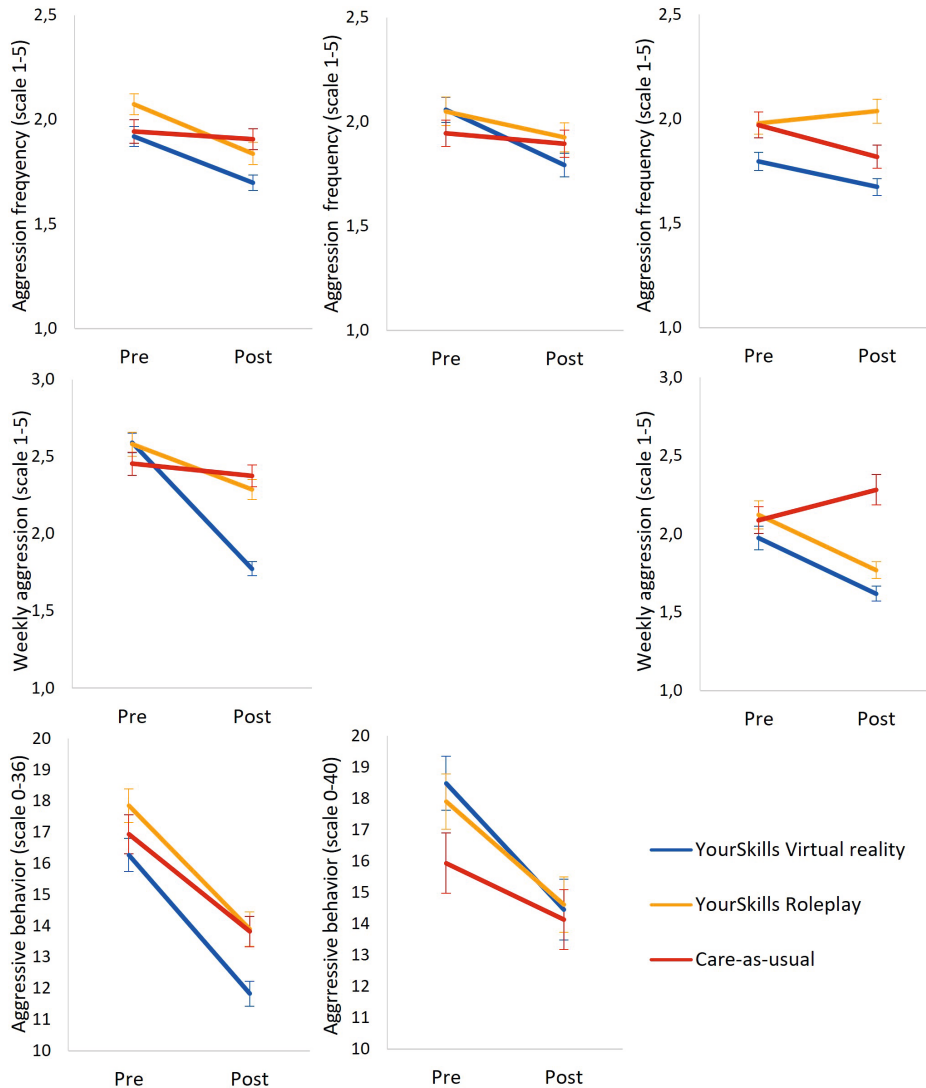 Aggression freqyency (scale 1-5)
2,5
2,0
1,5
1,0
Pre
Post
Aggression frequency (scale 1-5)
2,5
2,0
1,5
1,0
Pre
Post
Aggression frequency (scale 1-5)
2,5
2,0
1,5
1,0
Pre
Post
Weekly aggression (scale 1-5)
3,0
2,5
2,0
1,5
1,0
Pre
Post
Weekly aggression (scale 1-5)
3,0
2,5
2,0
1,5
1,0
Pre
Post
Aggressive behavior (scale 0-36)
20
19
18
17
16
15
14
13
12
11
10
Pre
Post
Aggrressive behavior (scale 0-40)
20
19
18
17
16
15
14
13
12
11
10
Pre
Post
YourSkills Virtual reality
YourSkills Roleplay
Care-as-usual